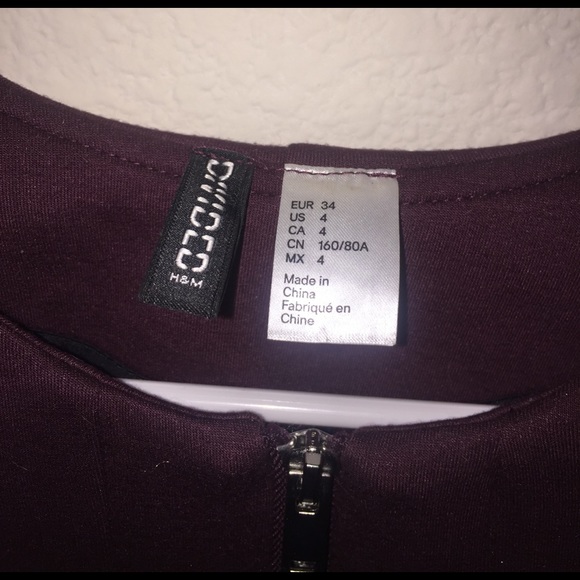 DIVIDED
H&M
EUR 34
US 4
CA 4
CN 160/80A
MX 4
Made in
China
Fabriqué en
Chine